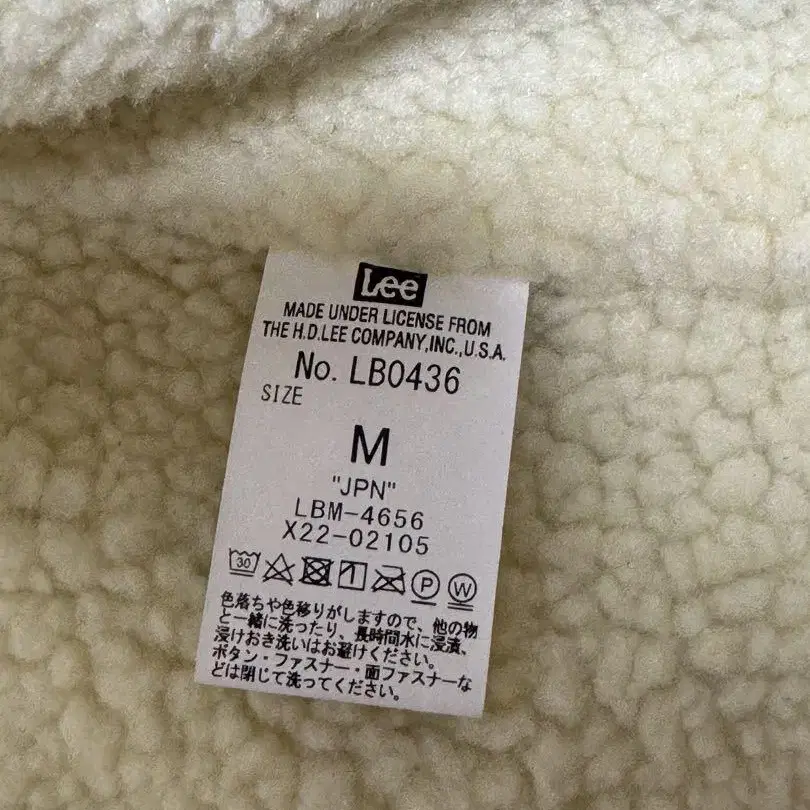 Lee
MADE UNDER LICENSE FROM
THE H.D.LEE COMPANY,INC.,U.S.A.
No. LB0436
SIZE
M
"JPN"
LBM-4656
X22-02105
30 P W
色落ちや色移りがしますので、他の物
と一緒に洗ったり、長時間水に浸漬、
浸けおき洗いはお避けください。
ボタン・ファスナー・面ファスナーな
どは閉じて洗ってください。